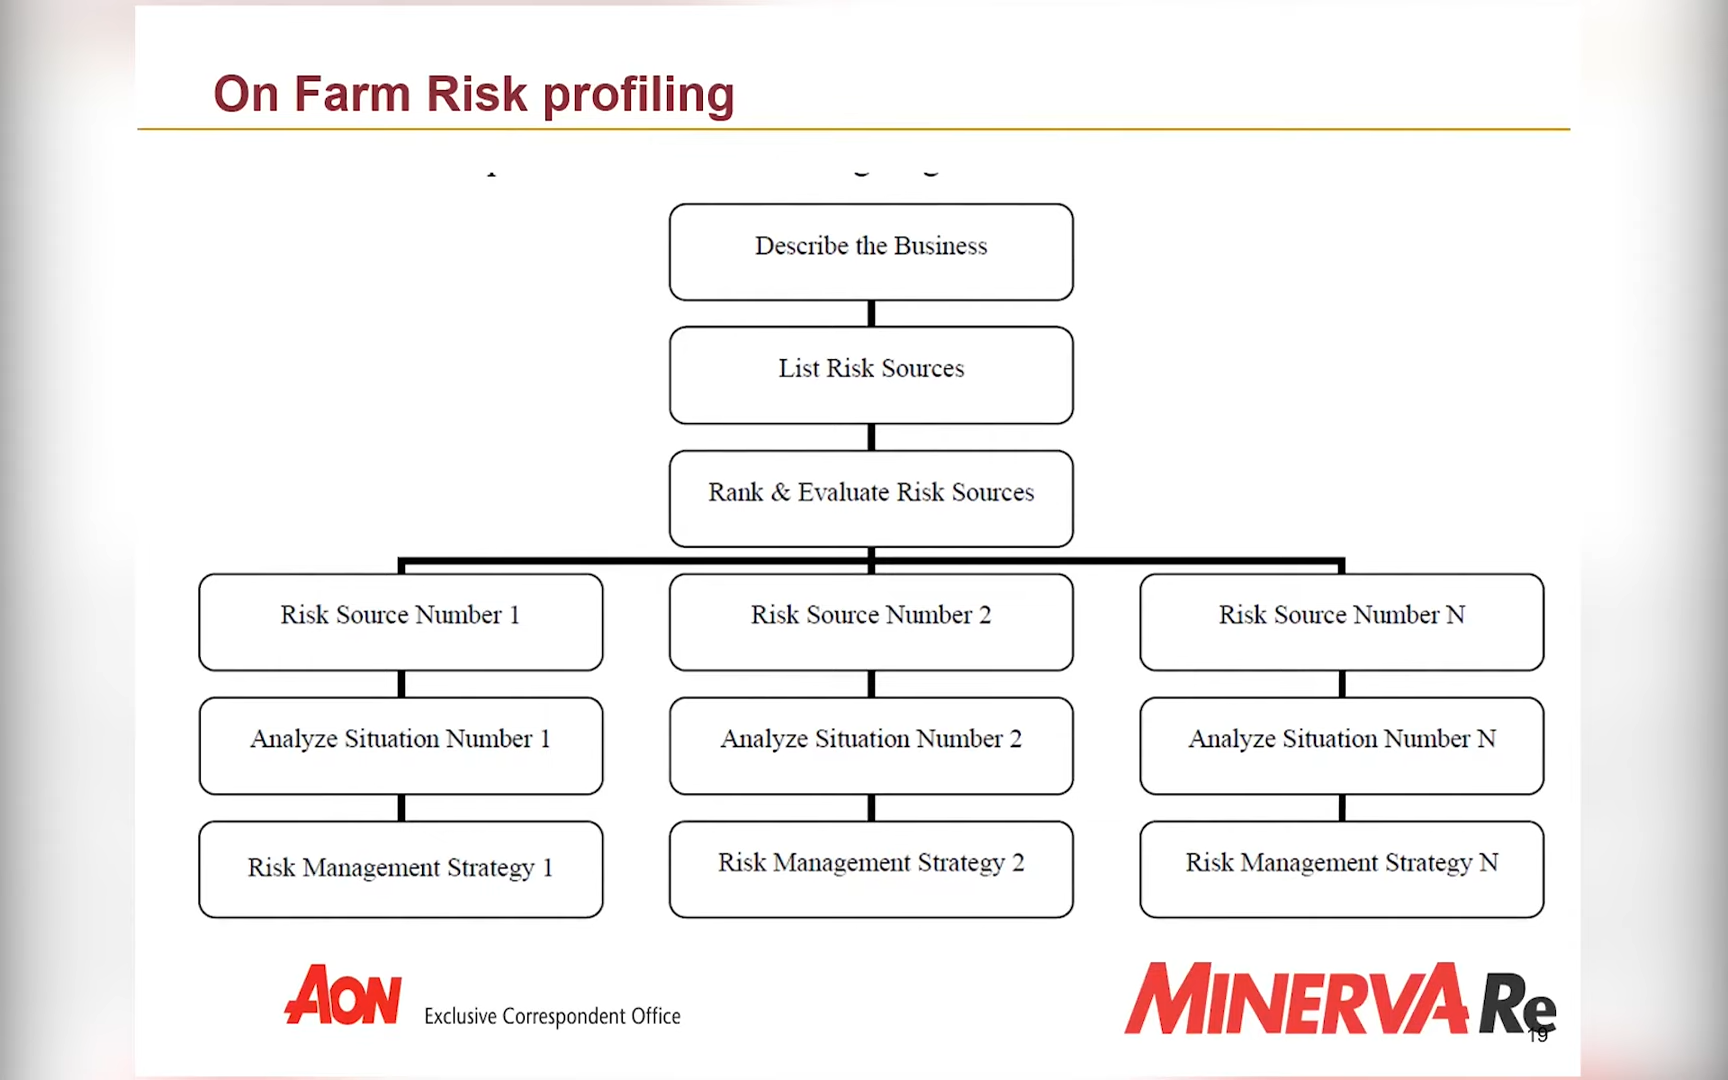 On Farm Risk profiling
Describe the Business
List Risk Sources
Rank & Evaluate Risk Sources
Risk Source Number 1
Risk Source Number 2
Risk Source Number N
Analyze Situation Number 1
Analyze Situation Number 2
Analyze Situation Number N
Risk Management Strategy 1
Risk Management Strategy 2
Risk Management Strategy N
AON Exclusive Correspondent Office
MINERVA Re
19